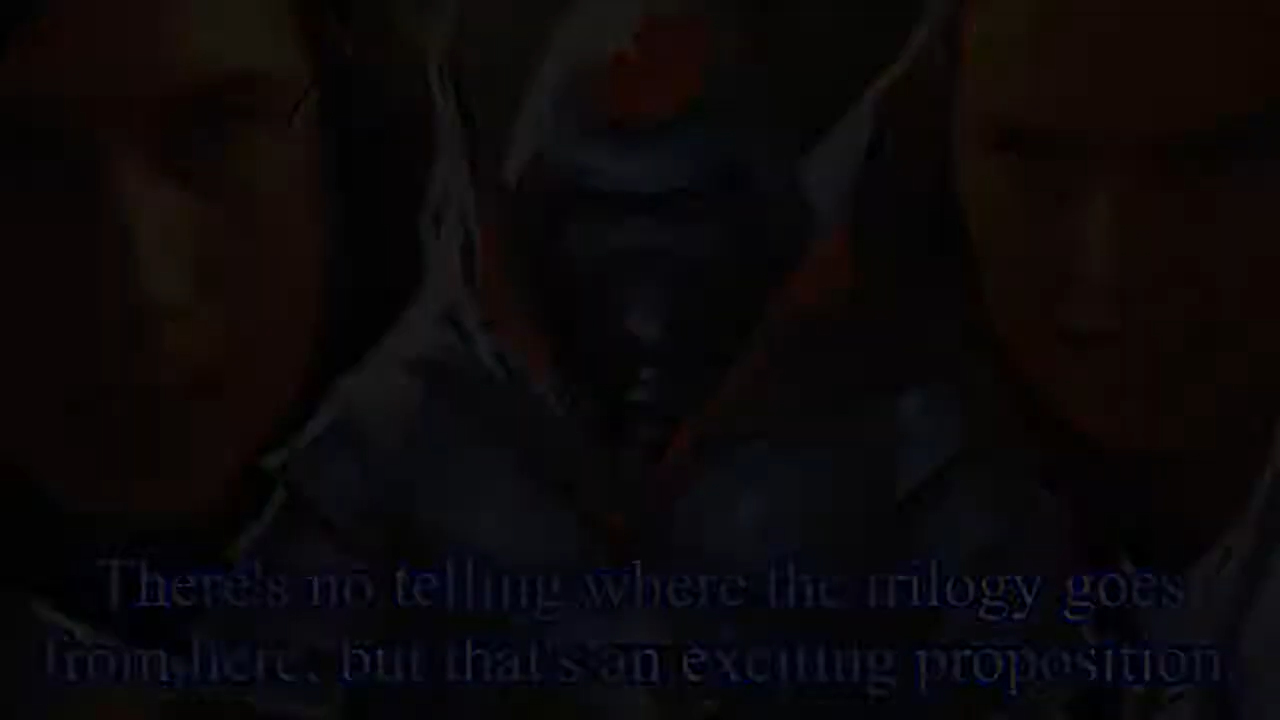 There's no telling where the trilogy goes
from here, but that's an exciting proposition.